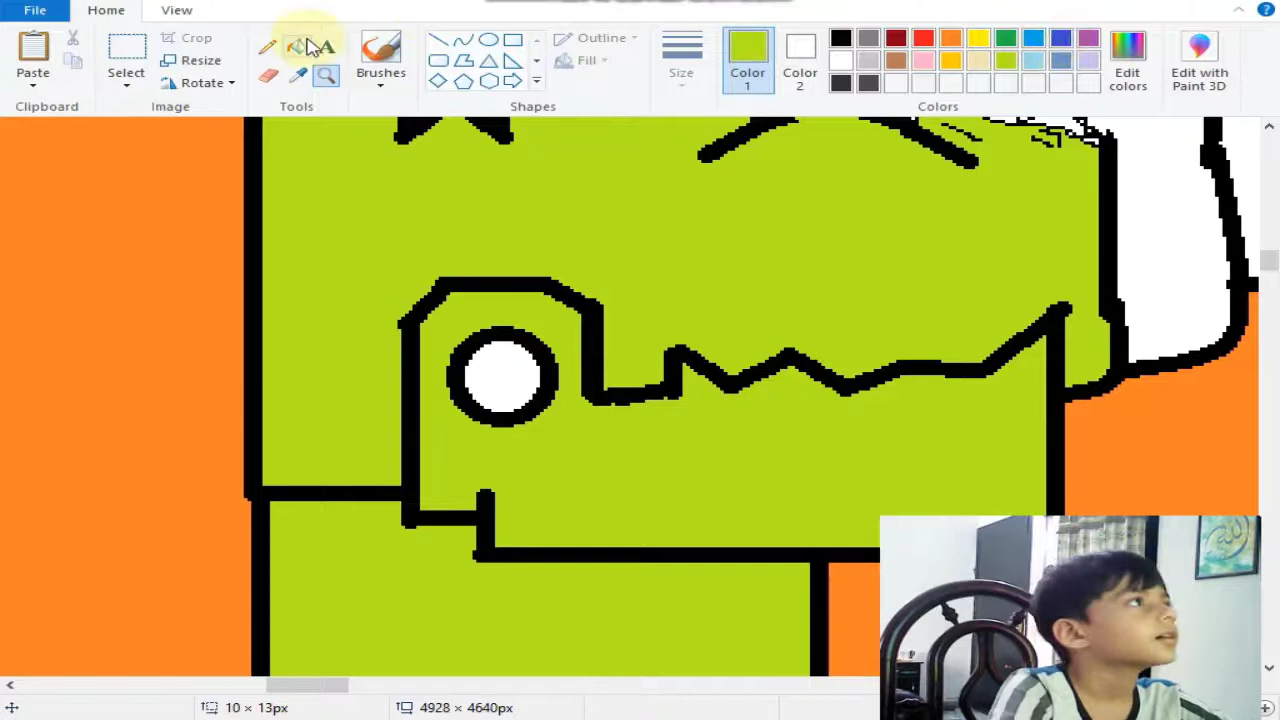 File Home View
Paste
Clipboard
Select
Crop
Resize
Rotate
Image
A
Tools
Brushes
Outline
Fill
Shapes
Size
Color 1
Color 2
Colors
Edit colors
Edit with Paint 3D
10 × 13px
4928 × 4640px